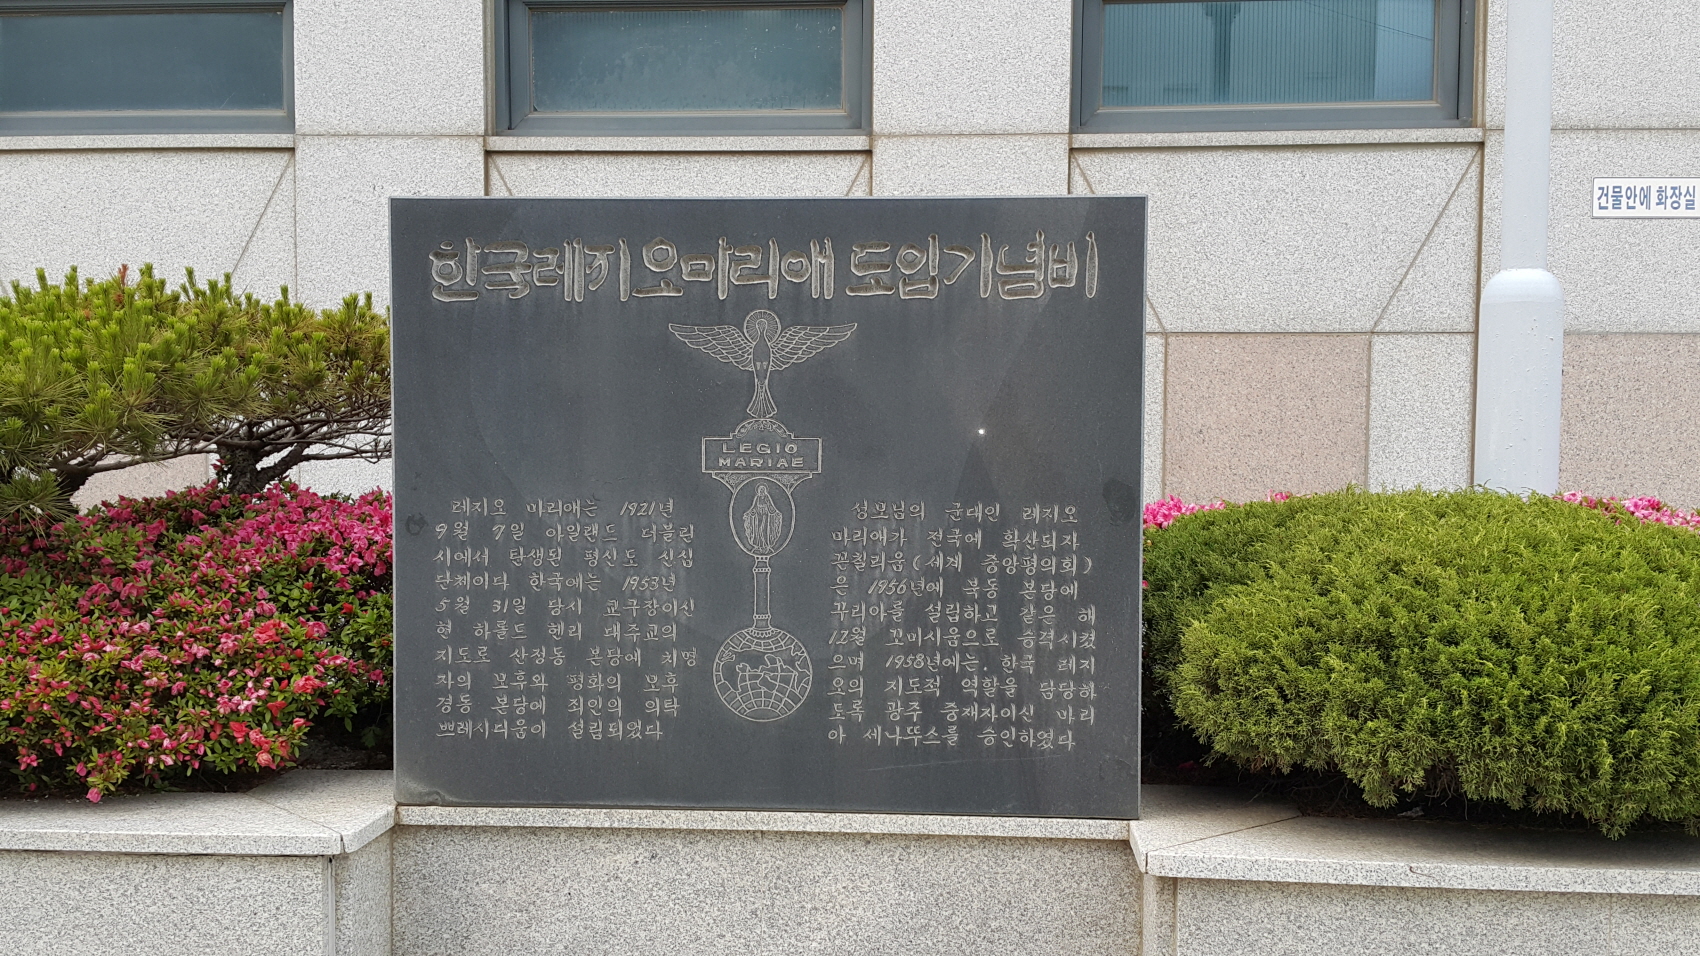 한국레지오마리애 도입기념비
LEGIO
MARIAE
레지오 마리애는 1921년
9월 7일 아일랜드 더블린
시에서 탄생된 평신도 신심
단체이다 한국에는 1953년
5월 31일 당시 교구장이신
현 하롤드 헨리 대주교의
지도로 산정동 본당에 치명
자의 모후와 평화의 모후
경동 본당에 죄인의 의탁
쁘레시디움이 설립되었다
성모님의 군대인 레지오
마리애가 전국에 확산되자
꼰칠리움(세계 중앙평의회)
은 1956년에 북동 본당에
꾸리아를 설립하고 같은 해
12월 꼬미시움으로 승격시켰
으며 1958년에는 한국 레지
오의 지도적 역할을 담당하
도록 광주 중재자이신 마리
아 세나뚜스를 승인하였다
건물안에 화장실